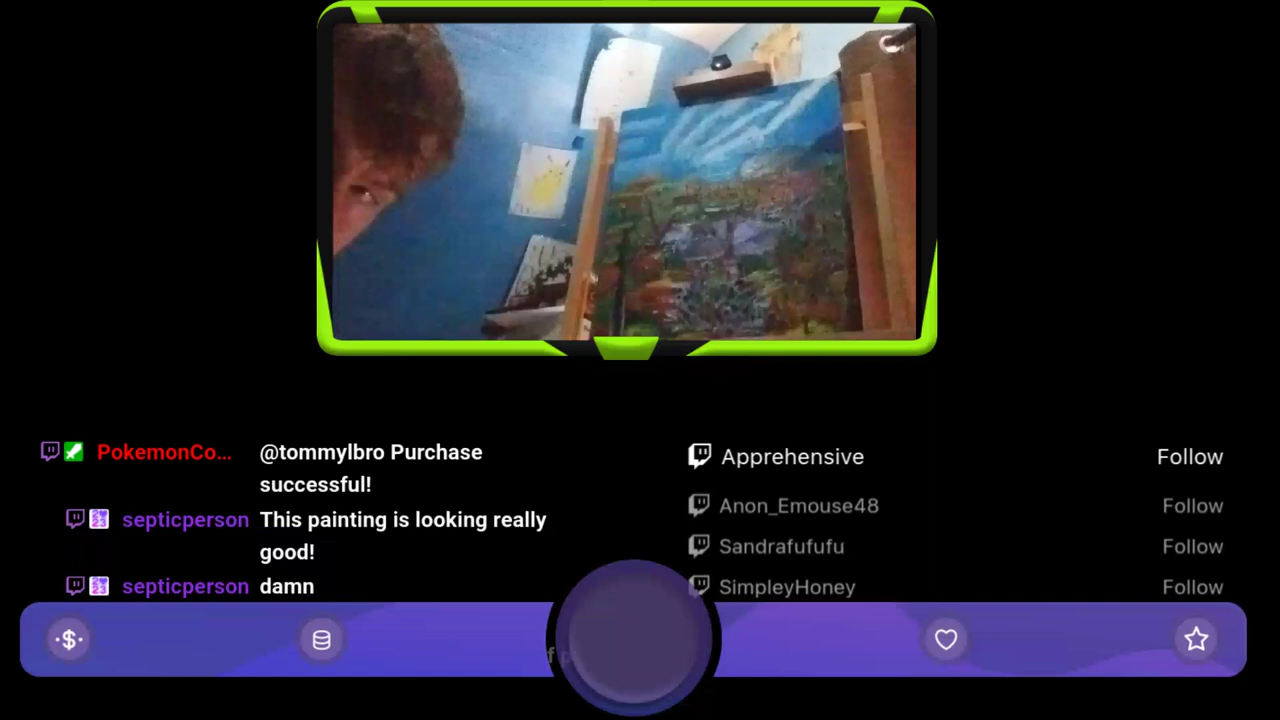 PokemonCo... @tommylbro Purchase
successful!
septicperson This painting is looking really
good!
septicperson damn
Apprehensive Follow
Anon_Emouse48 Follow
Sandrafufufu Follow
SimpleyHoney Follow